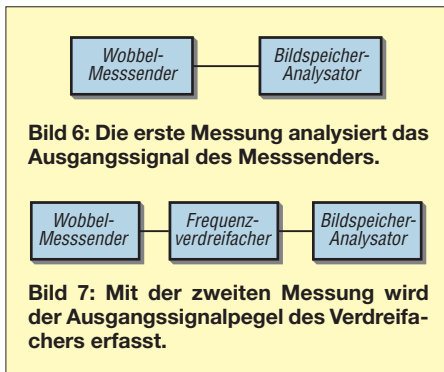 Wobbel-
Messsender
Bildspeicher-
Analysator
Bild 6: Die erste Messung analysiert das
Ausgangssignal des Messsenders.
Wobbel-
Messsender
Frequenz-
verdreifacher
Bildspeicher-
Analysator
Bild 7: Mit der zweiten Messung wird
der Ausgangssignalpegel des Verdreifa-
chers erfasst.